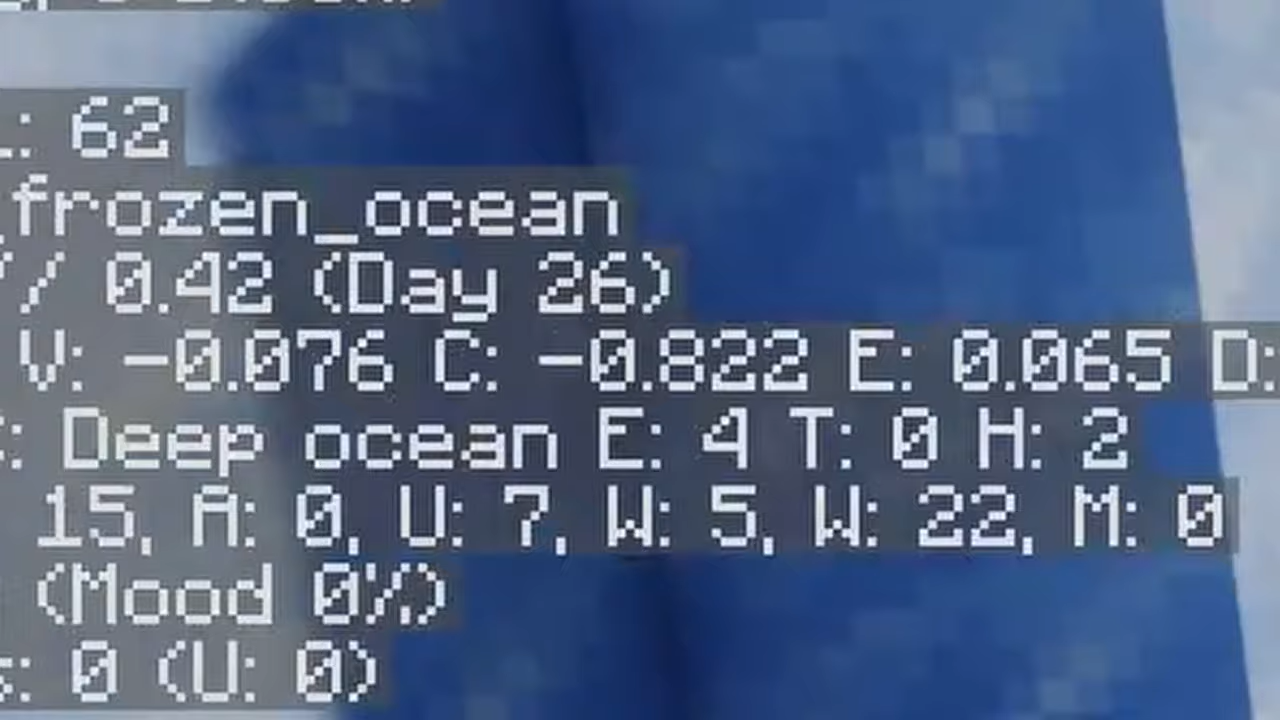 : 62
frozen_ocean
/ 0.42 (Day 26)
V: -0.076 C: -0.822 E: 0.065 D:
: Deep ocean E: 4 T: 0 H: 2
15, A: 0, U: 7, W: 5, W: 22, M: 0
(Mood 0%)
s: 0 (U: 0)